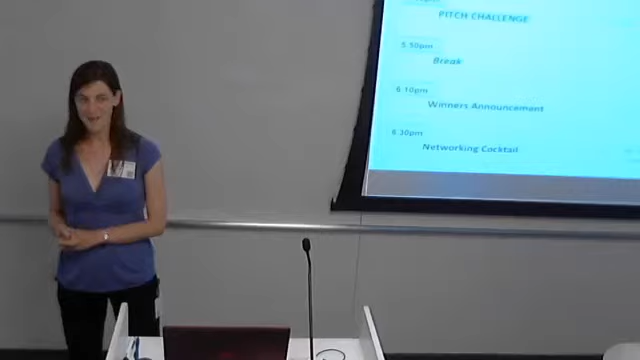 PITCH CHALLENGE
5.50pm
Break
6.10pm
Winners Announcement
6.30pm
Networking Cocktail